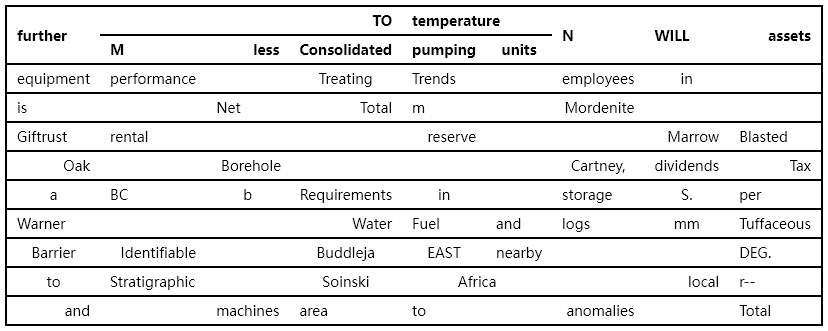 TO temperature
further N WILL assets
M less Consolidated pumping units
equipment performance Treating Trends employees in
is Net Total m Mordenite
Giftrust rental reserve Marrow Blasted
Oak Borehole Cartney, dividends Tax
a BC b Requirements in storage S. per
Warner Water Fuel and logs mm Tuffaceous
Barrier Identifiable Buddleja EAST nearby DEG.
to Stratigraphic Soinski Africa local r--
and machines area to anomalies Total